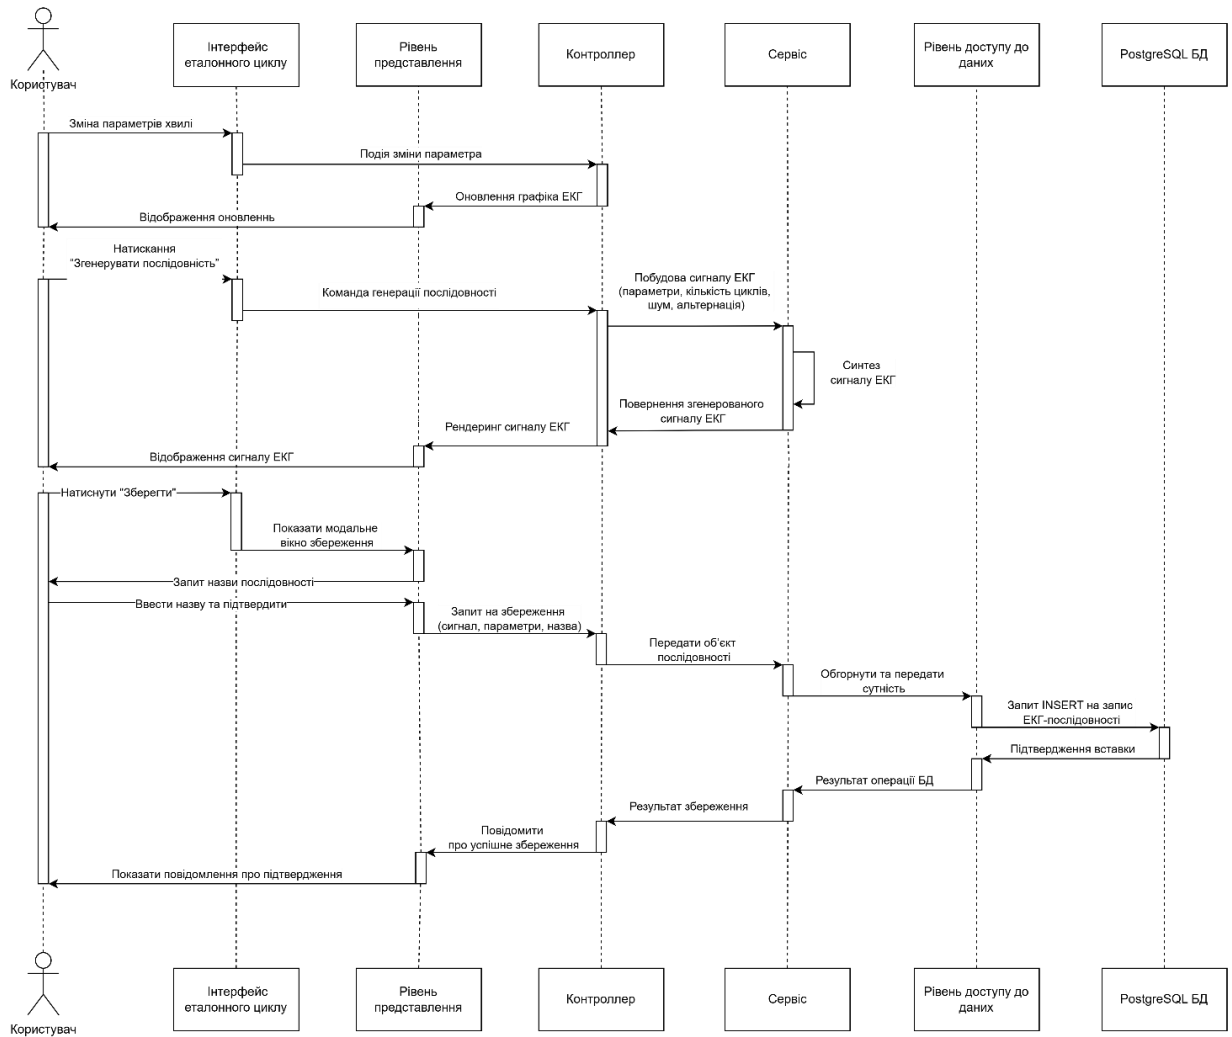 Користувач
Інтерфейс
еталонного циклу
Рівень
представлення
Контроллер
Сервіс
Рівень доступу до
даних
PostgreSQL БД
Зміна параметрів хвилі
Подія зміни параметра
Оновлення графіка ЕКГ
Відображення оновленнь
Натискання
"Згенерувати послідовність"
Команда генерації послідовності
Побудова сигналу ЕКГ
(параметри, кількість циклів,
шум, альтернація)
Синтез
сигналу ЕКГ
Повернення згенерованого
сигналу ЕКГ
Рендеринг сигналу ЕКГ
Відображення сигналу ЕКГ
Натиснути "Зберегти"
Показати модальне
вікно збереження
Запит назви послідовності
Ввести назву та підтвердити
Запит на збереження
(сигнал, параметри, назва)
Передати об'єкт
послідовності
Обгорнути та передати
сутність
Запит INSERT на запис
ЕКГ-послідовності
Підтвердження вставки
Результат операції БД
Результат збереження
Повідомити
про успішне збереження
Показати повідомлення про підтвердження
Користувач
Інтерфейс
еталонного циклу
Рівень
представлення
Контроллер
Сервіс
Рівень доступу до
даних
PostgreSQL БД